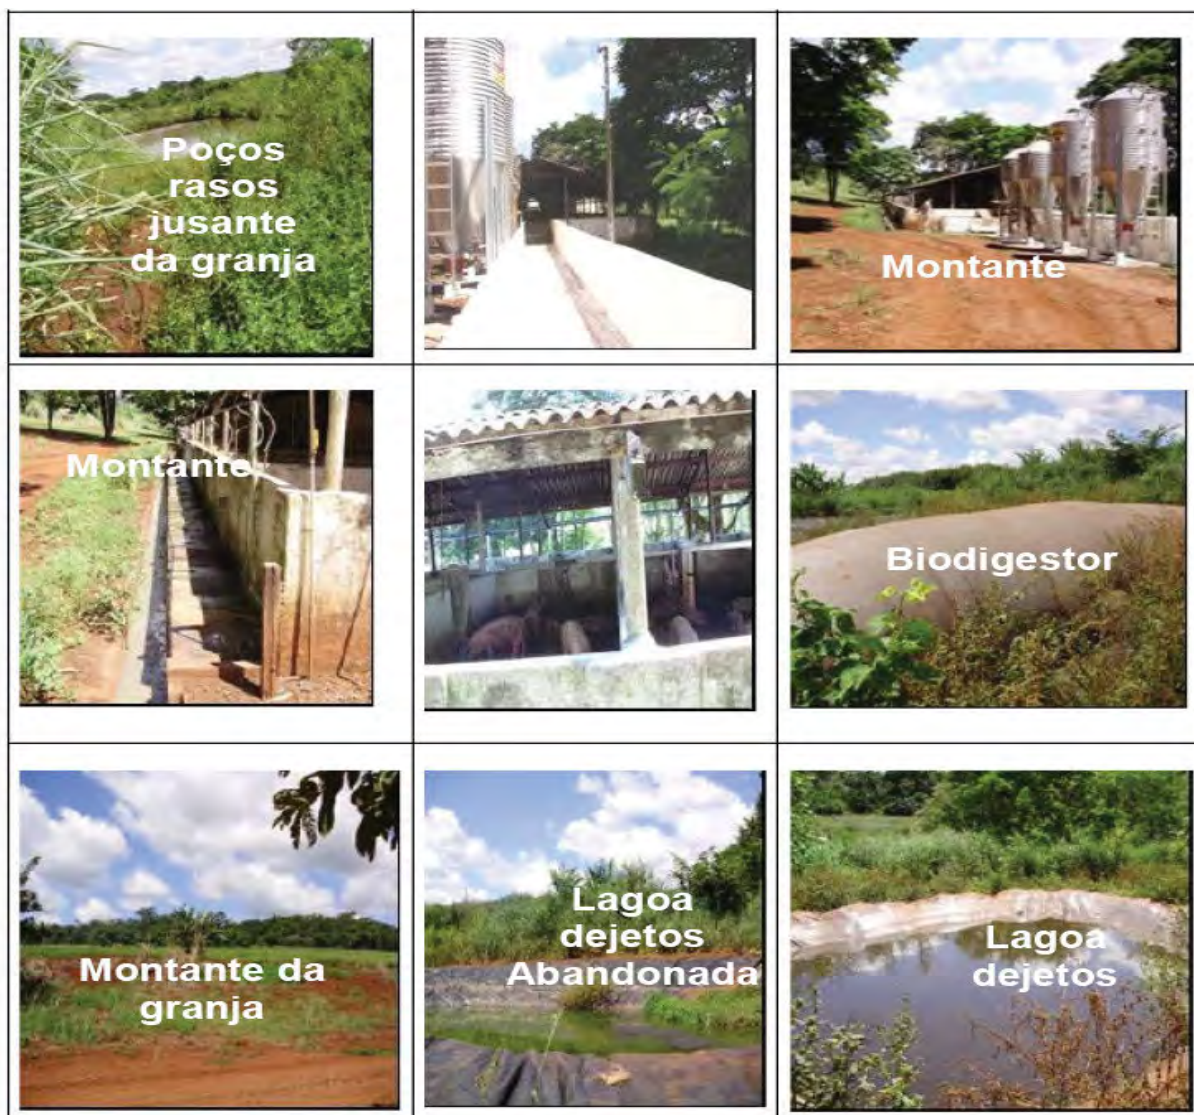 Poços
rasos
jusante
da granja
Montante
Montante
Biodigestor
Montante da
granja
Lagoa
dejetos
Abandonada
Lagoa
dejetos